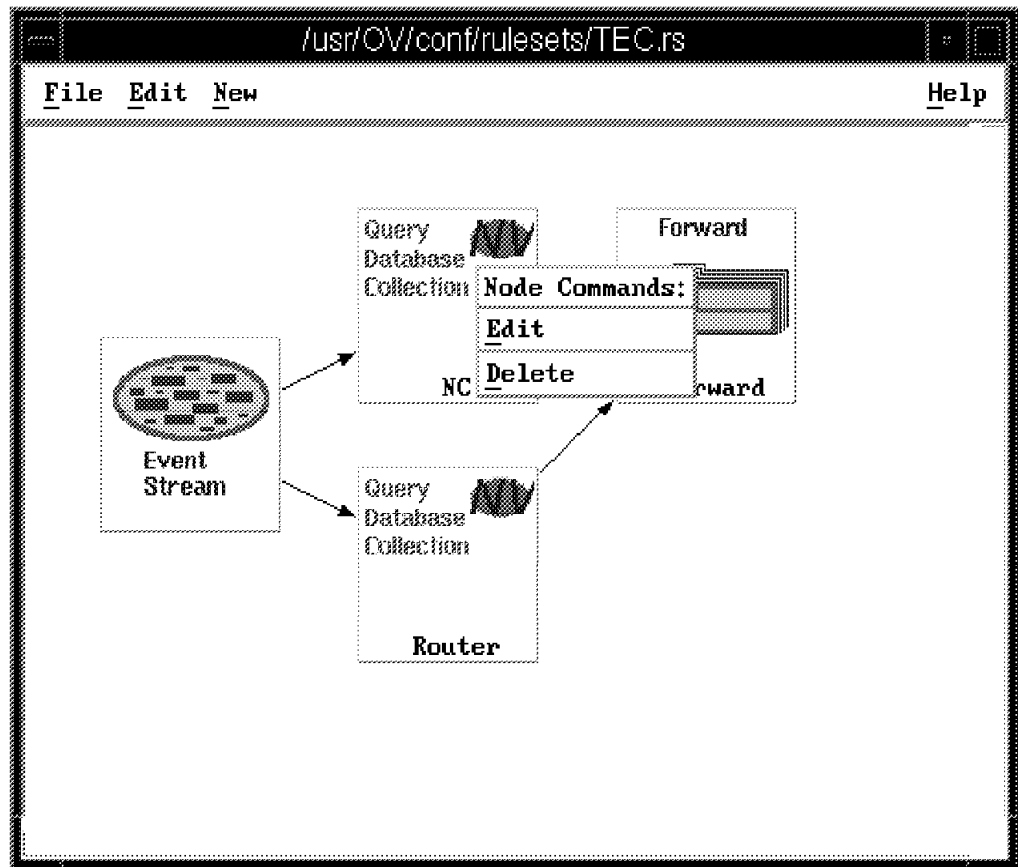 /usr/OV/conf/rulesets/TEC.rs
File Edit New Help
Query
Database
Collection
NC
Forward
Node Commands:
Edit
Delete
rward
Event
Stream
Query
Database
Collection
Router